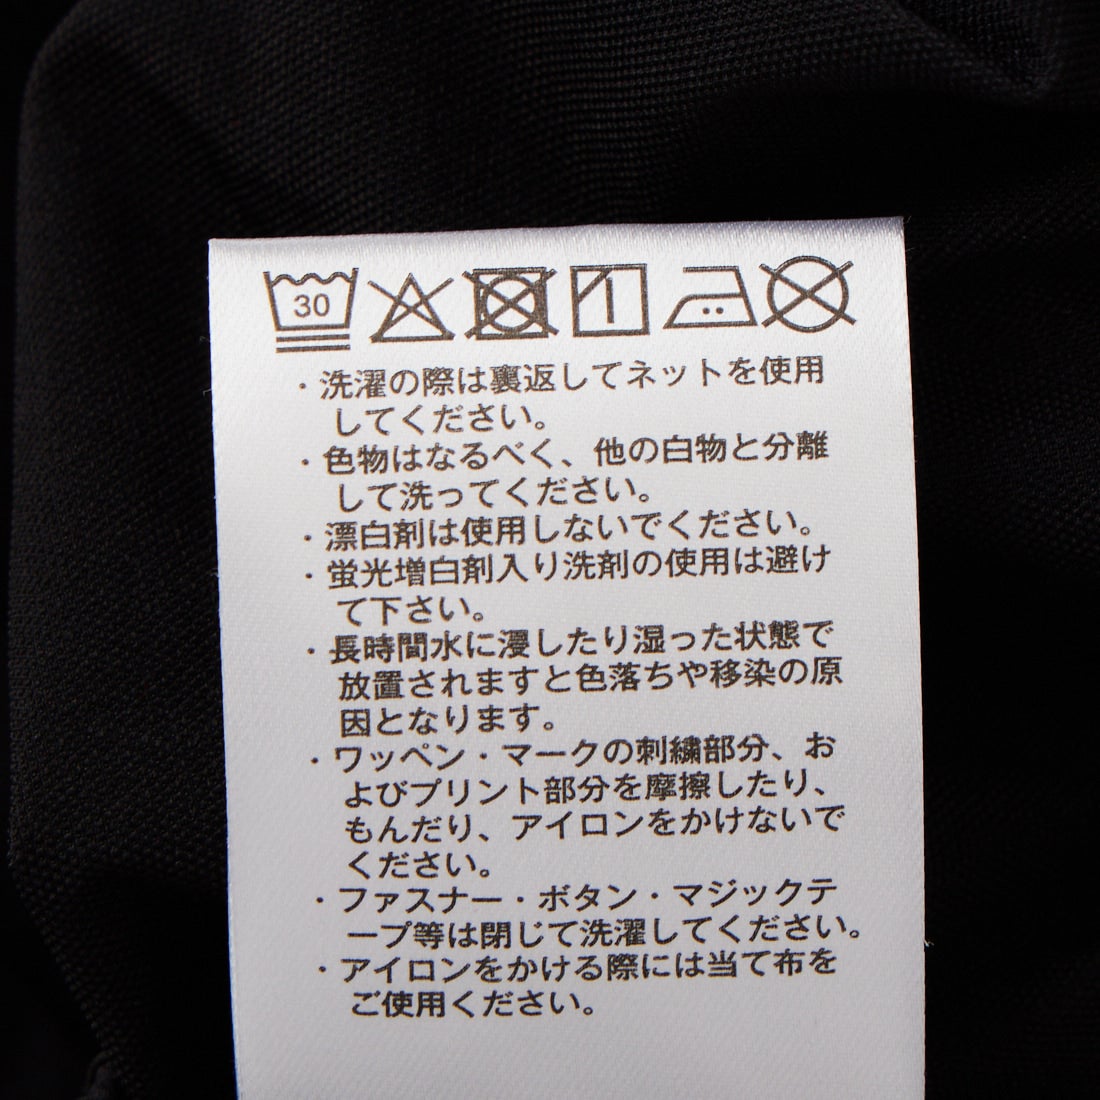 30
・洗濯の際は裏返してネットを使用
してください。
・色物はなるべく、他の白物と分離
して洗ってください。
・漂白剤は使用しないでください。
・蛍光増白剤入り洗剤の使用は避け
て下さい。
・長時間水に浸したり湿った状態で
放置されますと色落ちや移染の原
因となります。
・ワッペン・マークの刺繍部分、お
よびプリント部分を摩擦したり、
もんだり、アイロンをかけないで
ください。
・ファスナー・ボタン・マジックテ
ープ等は閉じて洗濯してください。
・アイロンをかける際には当て布を
ご使用ください。